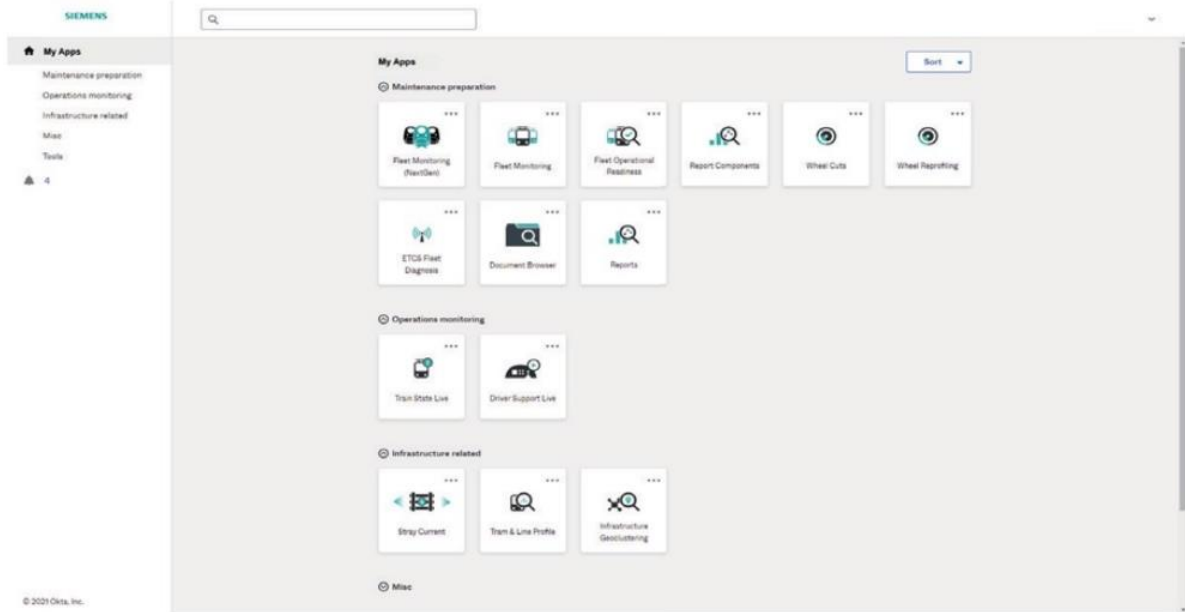 SIEMENS
My Apps
Maintenance preparation
Operations monitoring
Infrastructure related
Misc
Tools
4
My Apps
Sort
Maintenance preparation
Fleet Monitoring
(NextGen)
Fleet Monitoring
Fleet Operational
Readiness
Report Components
Wheel Cuts
Wheel Reprofiling
ETCS Fleet
Diagnosis
Document Browser
Reports
Operations monitoring
Train State Live
Driver Support Live
Infrastructure related
Stray Current
Tram & Line Profile
Infrastructure
Geoclustering
Misc
© 2021 Okta, Inc.